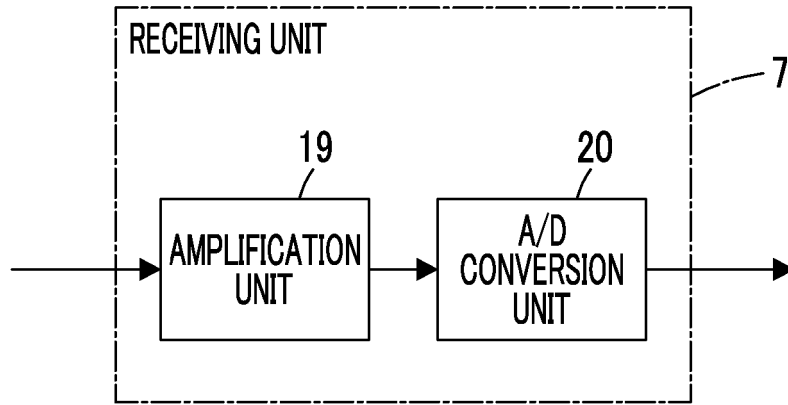 RECEIVING UNIT
7
19
20
AMPLIFICATION
UNIT
A/D
CONVERSION
UNIT